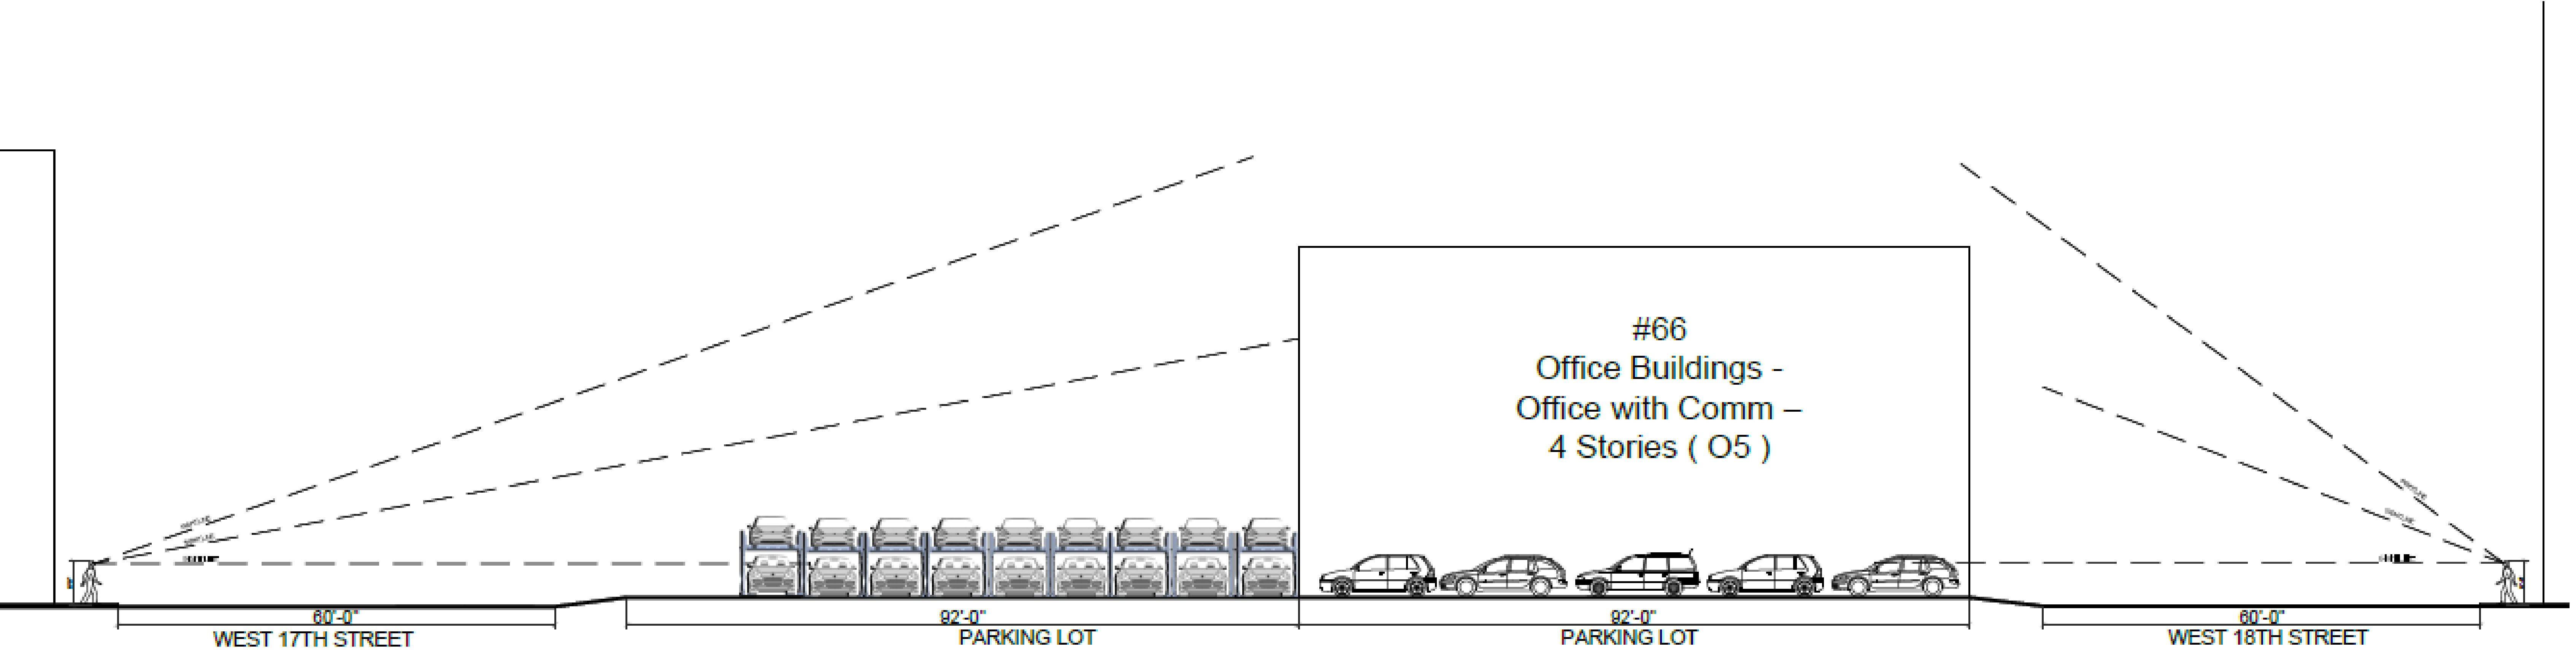 #66
Office Buildings -
Office with Comm –
4 Stories ( O5 )
60'-0"
92'-0"
92'-0"
60'-0"
WEST 17TH STREET
PARKING LOT
PARKING LOT
WEST 18TH STREET